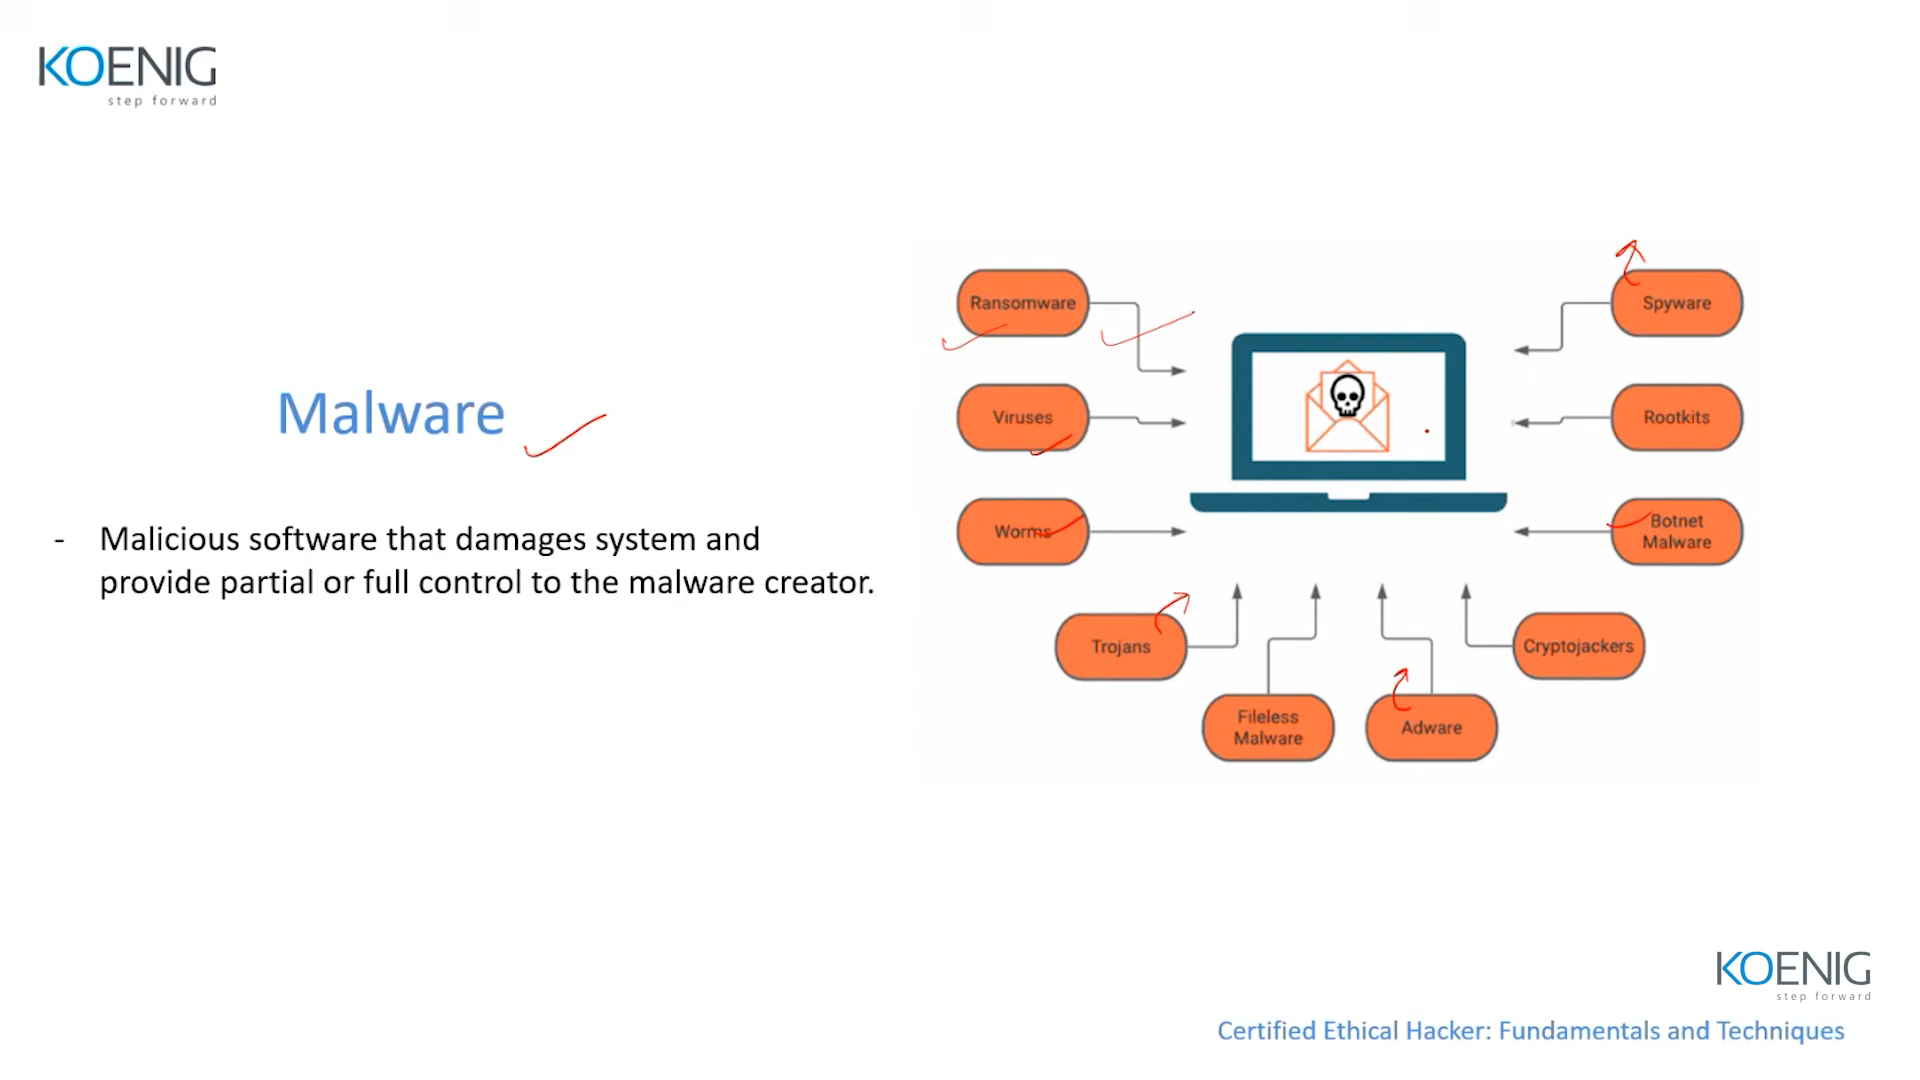 KOENIG
step forward
Malware
- Malicious software that damages system and
provide partial or full control to the malware creator.
Ransomware
Viruses
Worms
Trojans
Fileless
Malware
Adware
Cryptojackers
Botnet
Malware
Rootkits
Spyware
KOENIG
step forward
Certified Ethical Hacker: Fundamentals and Techniques